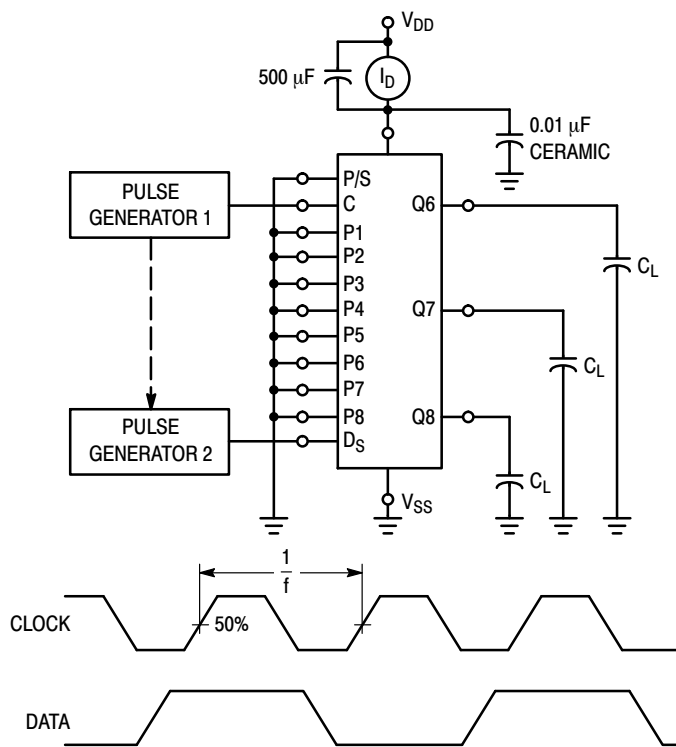 VDD
500 μF
ID
0.01 μF
CERAMIC
PULSE
GENERATOR 1
P/S
C
P1
P2
P3
P4
P5
P6
P7
P8
DS
Q6
Q7
Q8
CL
CL
CL
PULSE
GENERATOR 2
VSS
1
f
CLOCK
50%
DATA